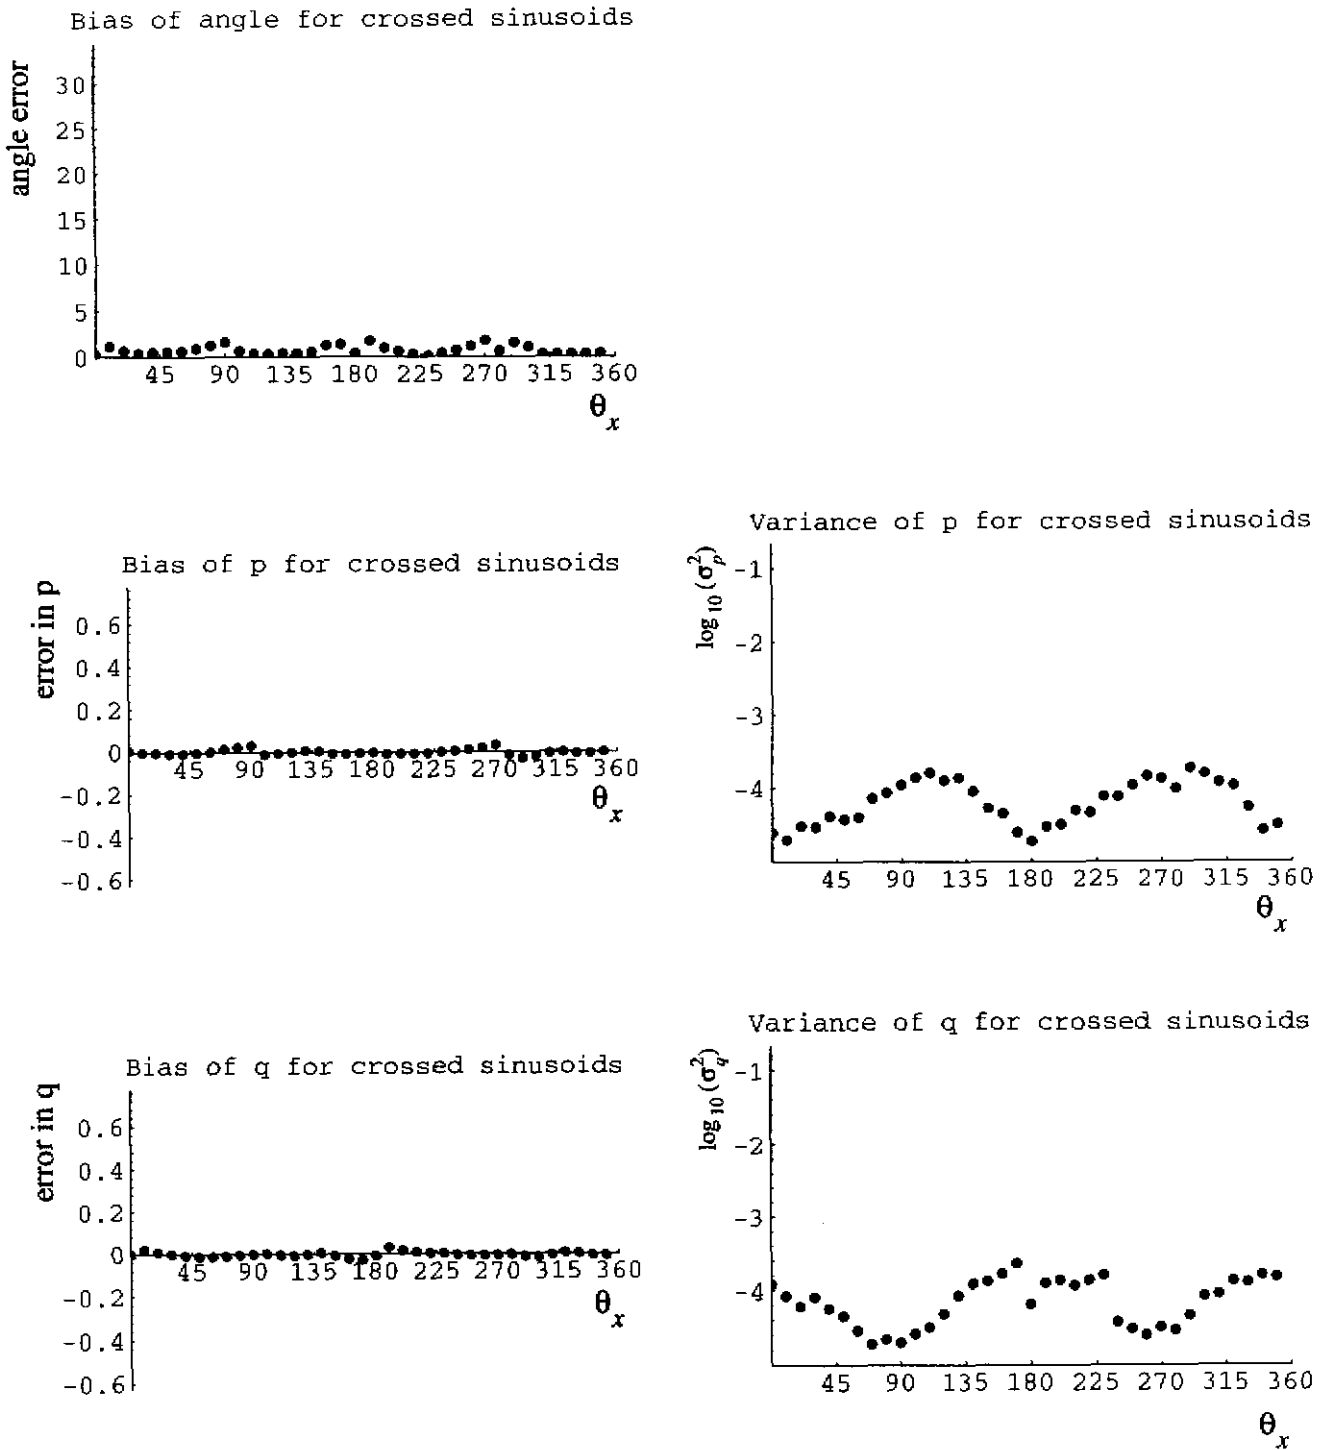 Bias of angle for crossed sinusoids
angle error
30
25
20
15
10
5
0
45 90 135 180 225 270 315 360
θx
Bias of p for crossed sinusoids
error in p
0.6
0.4
0.2
0
-0.2
-0.4
-0.6
45 90 135 180 225 270 315 360
θx
Variance of p for crossed sinusoids
log 10 (σ²p)
-1
-2
-3
-4
45 90 135 180 225 270 315 360
θx
Bias of q for crossed sinusoids
error in q
0.6
0.4
0.2
0
-0.2
-0.4
-0.6
45 90 135 180 225 270 315 360
θx
Variance of q for crossed sinusoids
log 10 (σ²q)
-1
-2
-3
-4
45 90 135 180 225 270 315 360
θx